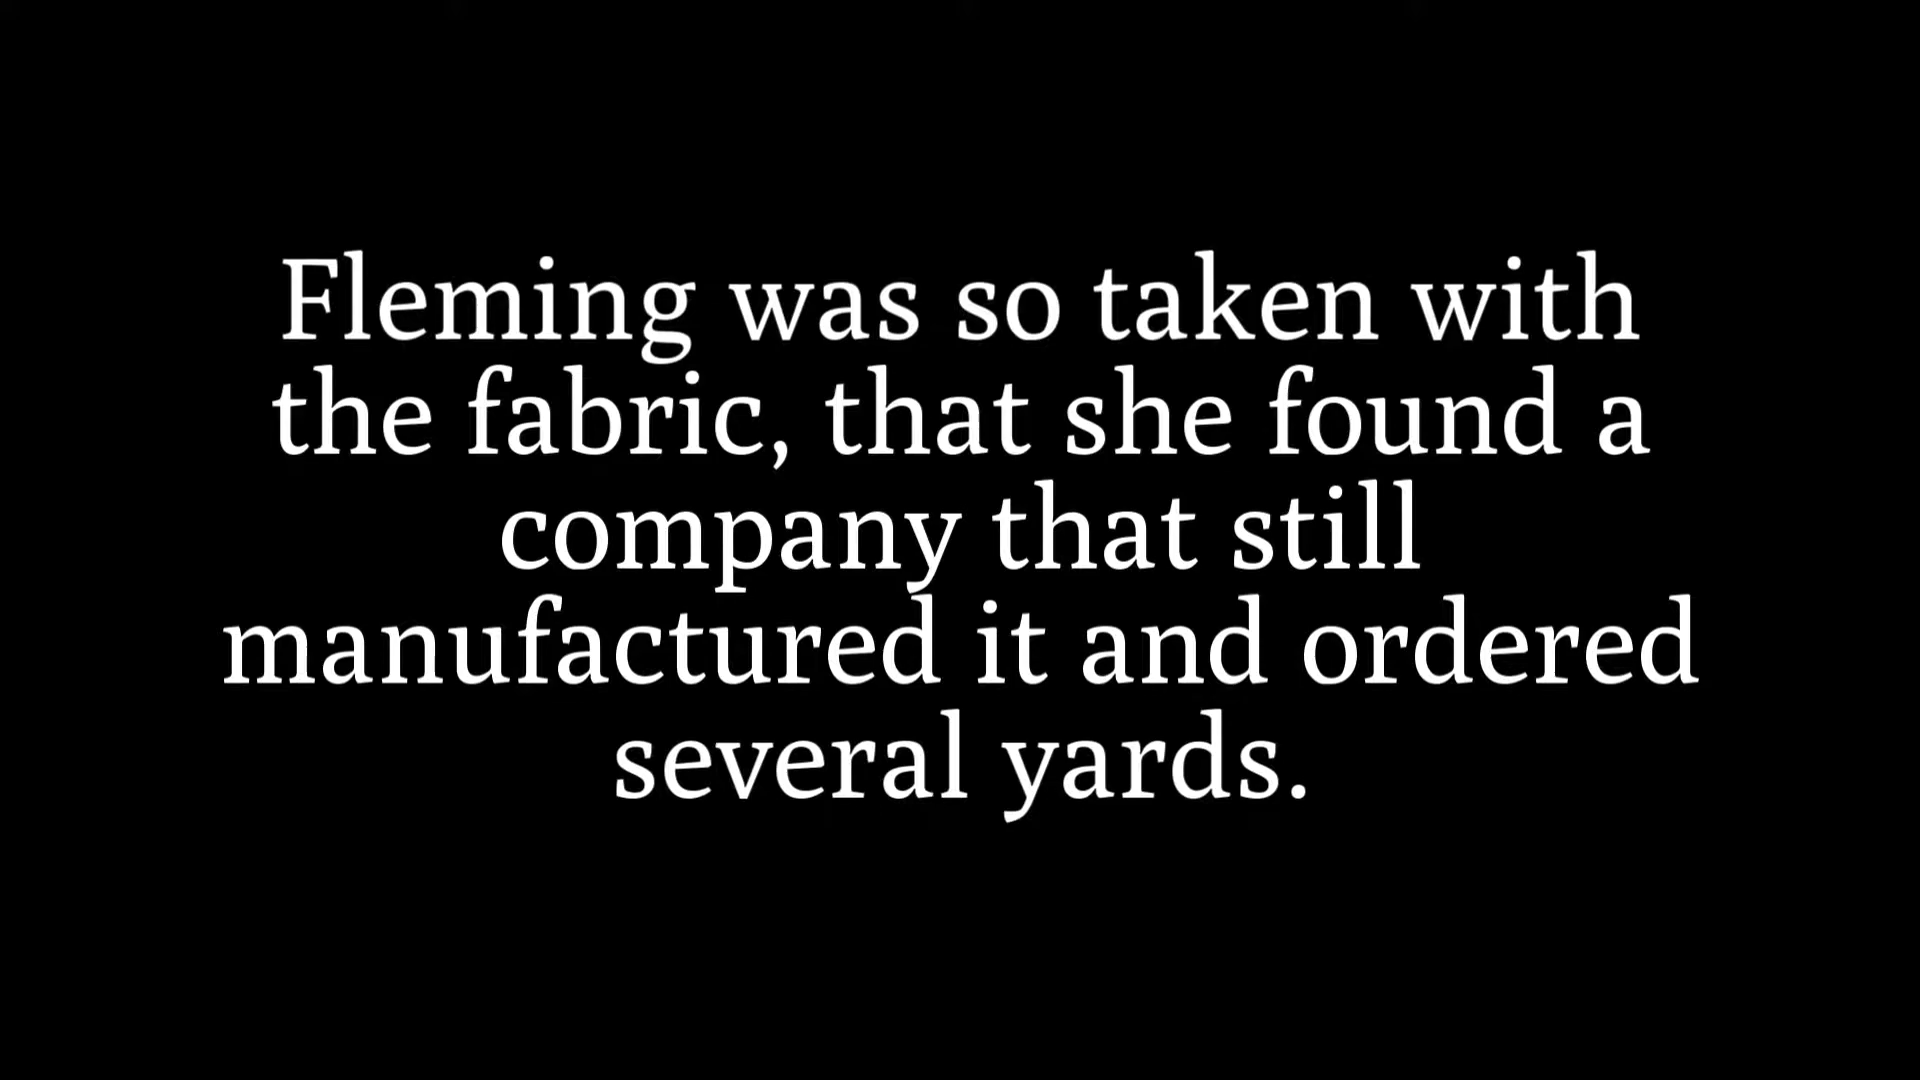 Fleming was so taken with
the fabric, that she found a
company that still
manufactured it and ordered
several yards.